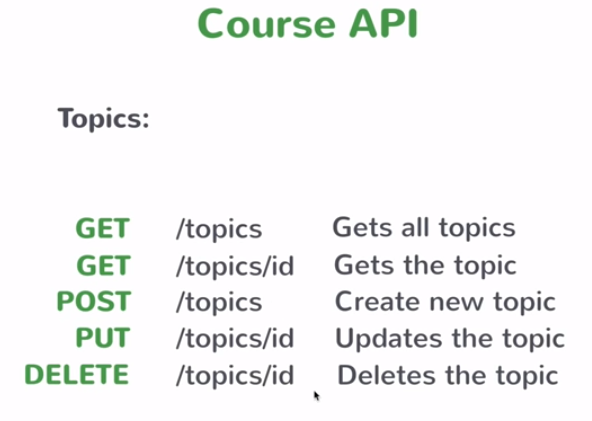 Course API
Topics:
GET /topics Gets all topics
GET /topics/id Gets the topic
POST /topics Create new topic
PUT /topics/id Updates the topic
DELETE /topics/id Deletes the topic